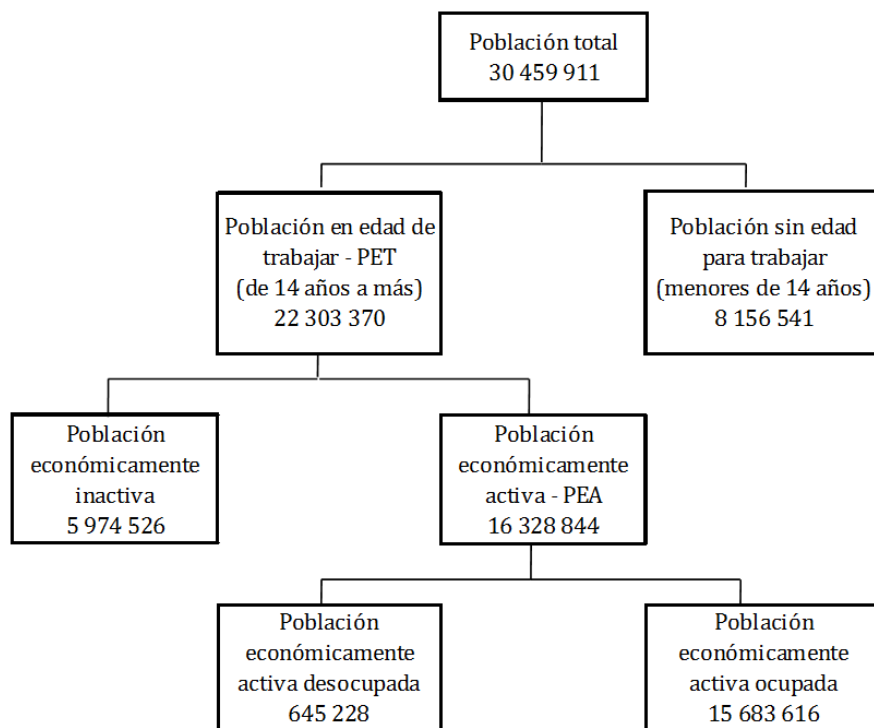 Población total
30 459 911
Población en edad de
trabajar - PET
(de 14 años a más)
22 303 370
Población sin edad
para trabajar
(menores de 14 años)
8 156 541
Población
económicamente
inactiva
5 974 526
Población
económicamente
activa - PEA
16 328 844
Población
económicamente
activa desocupada
645 228
Población
económicamente
activa ocupada
15 683 616